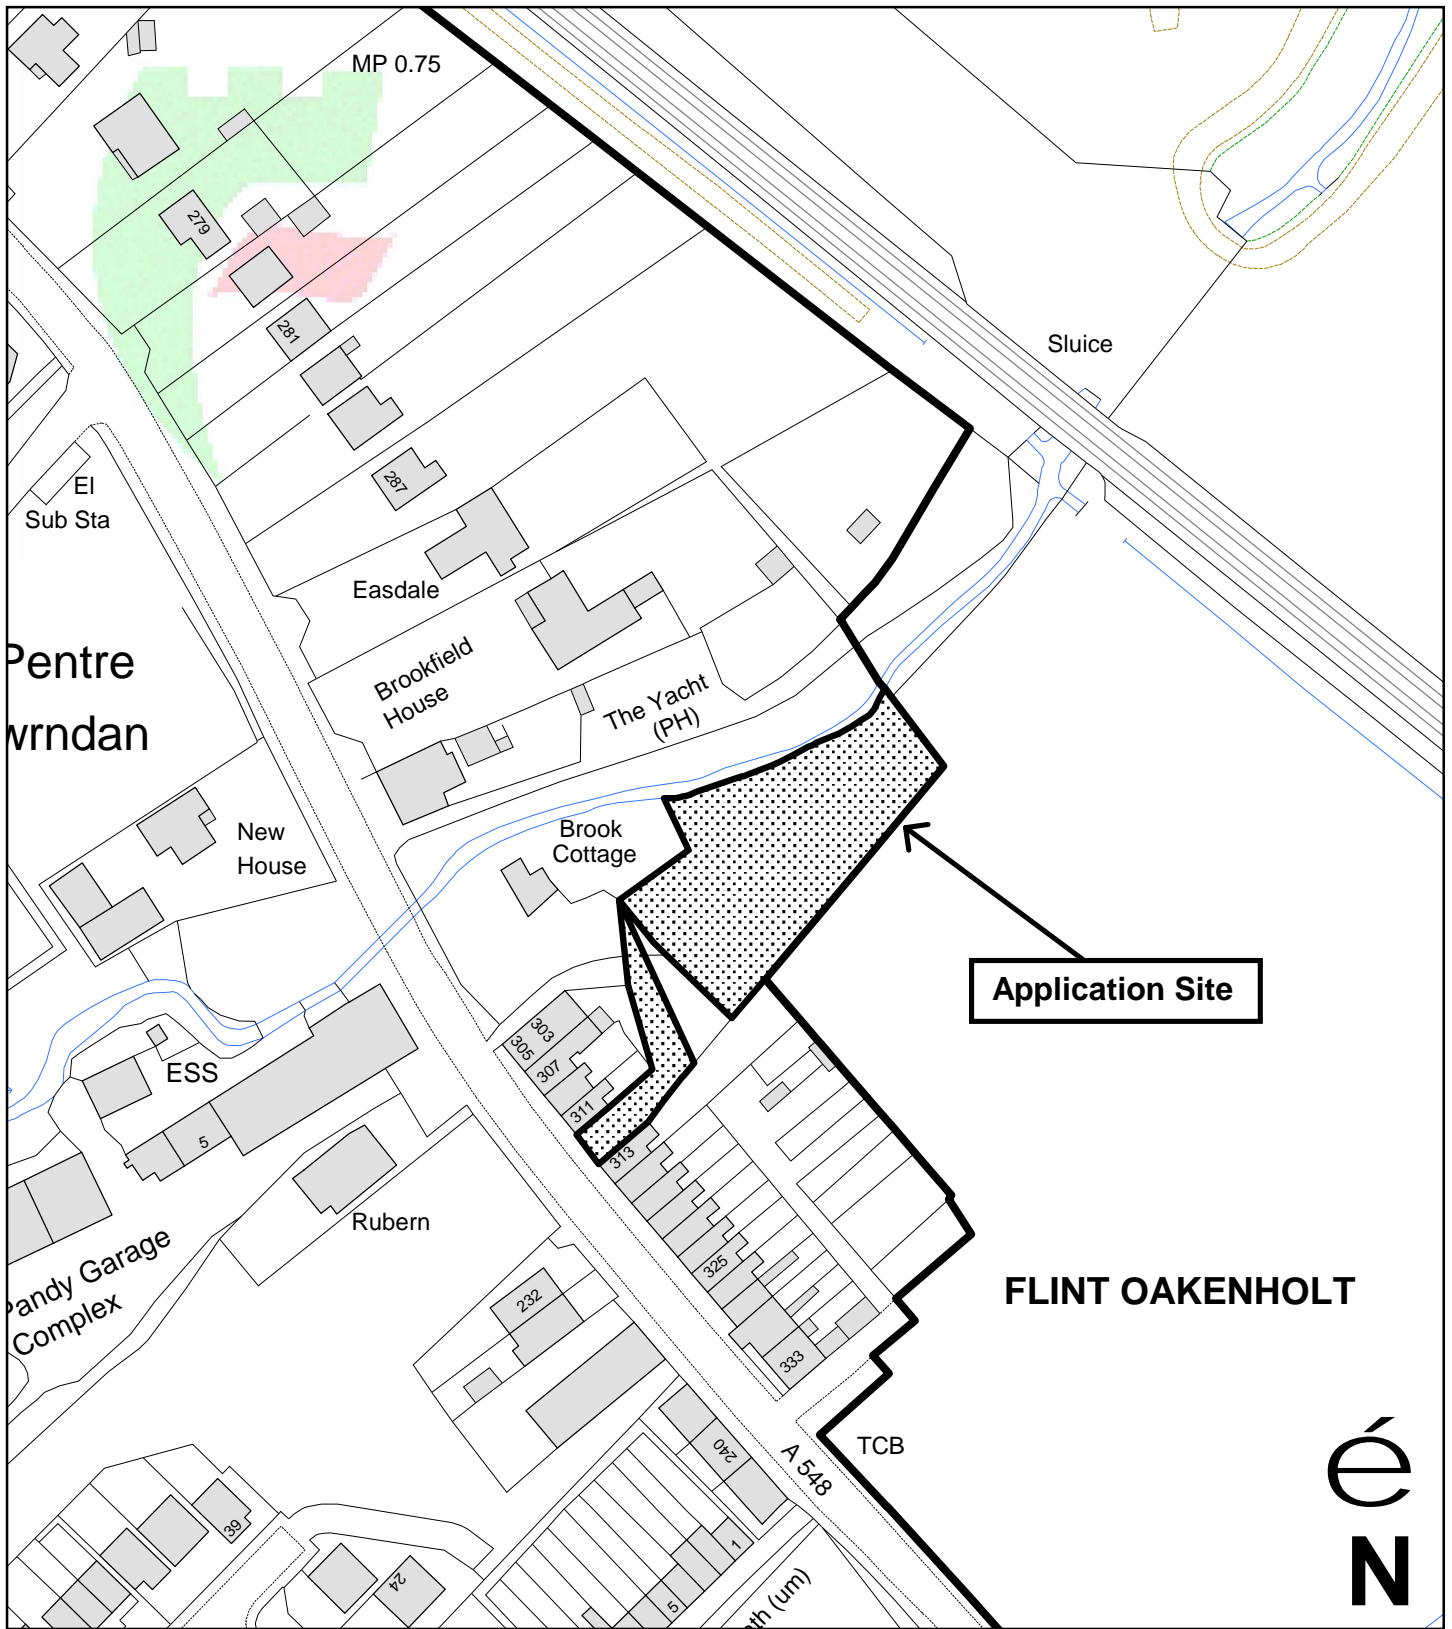 MP 0.75
279
281
Sluice
287
El
Sub Sta
Easdale
Pentre
wrndan
Brookfield
House
The Yacht
(PH)
New
House
Brook
Cottage
Application Site
303
305
307
311
313
ESS
5
Rubern
Pandy Garage
Complex
325
232
333
FLINT OAKENHOLT
240
A 548
TCB
é
N
39
24
1
5
ath (um)